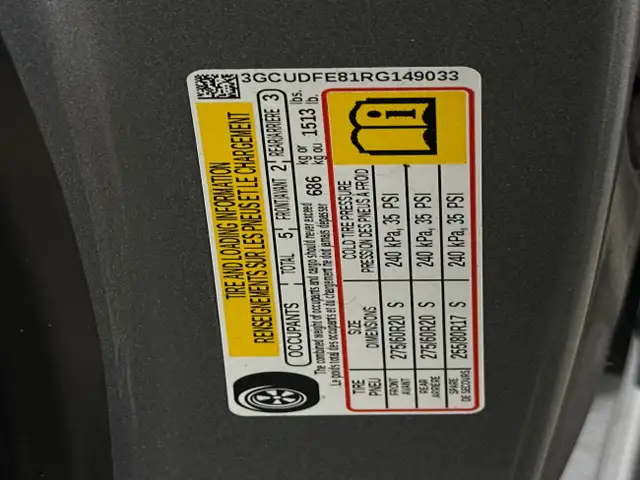 3GCUDFE81RG149033
TIRE AND LOADING INFORMATION
RENSEIGNEMENTS SUR LES PNEUS ET LE CHARGEMENT
OCCUPANTS TOTAL 5 FRONT/AVANT 2 REAR/ARRIERE 3
The combined weight of occupants and cargo should never exceed 686 kg or 1513 lbs.
Le poids total des occupants et du chargement ne doit jamais dépasser kg ou lb.
TIRE SIZE COLD TIRE PRESSURE
PNEU DIMENSIONS PRESSION DES PNEUS À FROID
FRONT 275/60R20 S 240 kPa, 35 PSI
AVANT
REAR 275/60R20 S 240 kPa, 35 PSI
ARRIERE
SPARE 255/80R17 S 240 kPa, 35 PSI
DE SECOURS